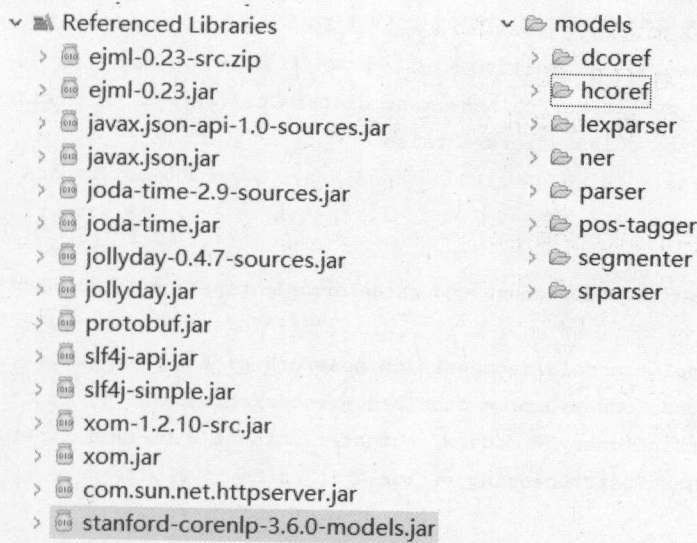 Referenced Libraries
ejml-0.23-src.zip
ejml-0.23.jar
javax.json-api-1.0-sources.jar
javax.json.jar
joda-time-2.9-sources.jar
joda-time.jar
jollyday-0.4.7-sources.jar
jollyday.jar
protobuf.jar
slf4j-api.jar
slf4j-simple.jar
xom-1.2.10-src.jar
xom.jar
com.sun.net.httpserver.jar
stanford-corenlp-3.6.0-models.jar
models
dcoref
hcoref
lexparser
ner
parser
pos-tagger
segmenter
srparser